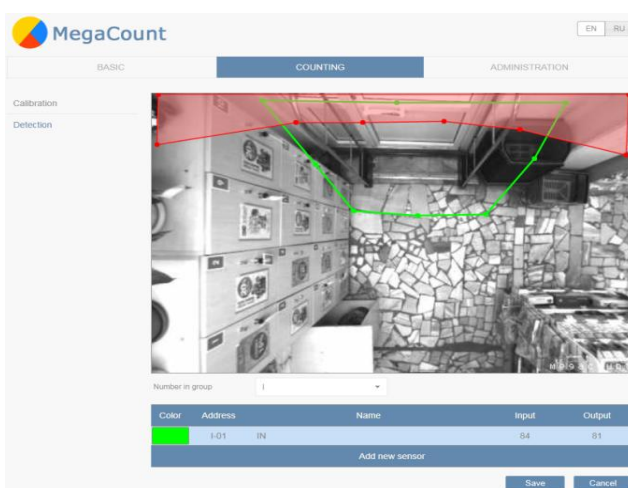 MegaCount
EN RU
BASIC COUNTING ADMINISTRATION
Calibration
Detection
Number in group I
Color Address Name Input Output
I-01 IN 84 81
Add new sensor
Save Cancel